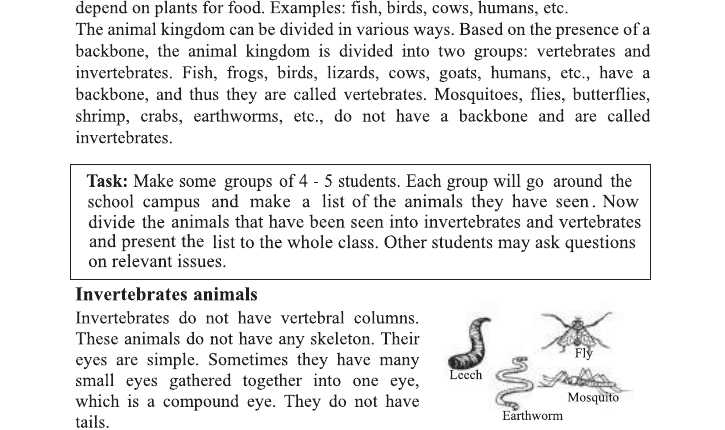 depend on plants for food. Examples: fish, birds, cows, humans, etc.
The animal kingdom can be divided in various ways. Based on the presence of a
backbone, the animal kingdom is divided into two groups: vertebrates and
invertebrates. Fish, frogs, birds, lizards, cows, goats, humans, etc., have a
backbone, and thus they are called vertebrates. Mosquitoes, flies, butterflies,
shrimp, crabs, earthworms, etc., do not have a backbone and are called
invertebrates.
Task: Make some groups of 4 - 5 students. Each group will go around the
school campus and make a list of the animals they have seen. Now
divide the animals that have been seen into invertebrates and vertebrates
and present the list to the whole class. Other students may ask questions
on relevant issues.
Invertebrates animals
Invertebrates do not have vertebral columns.
These animals do not have any skeleton. Their
eyes are simple. Sometimes they have many
small eyes gathered together into one eye,
which is a compound eye. They do not have
tails.
Fly
Leech
Mosquito
Earthworm